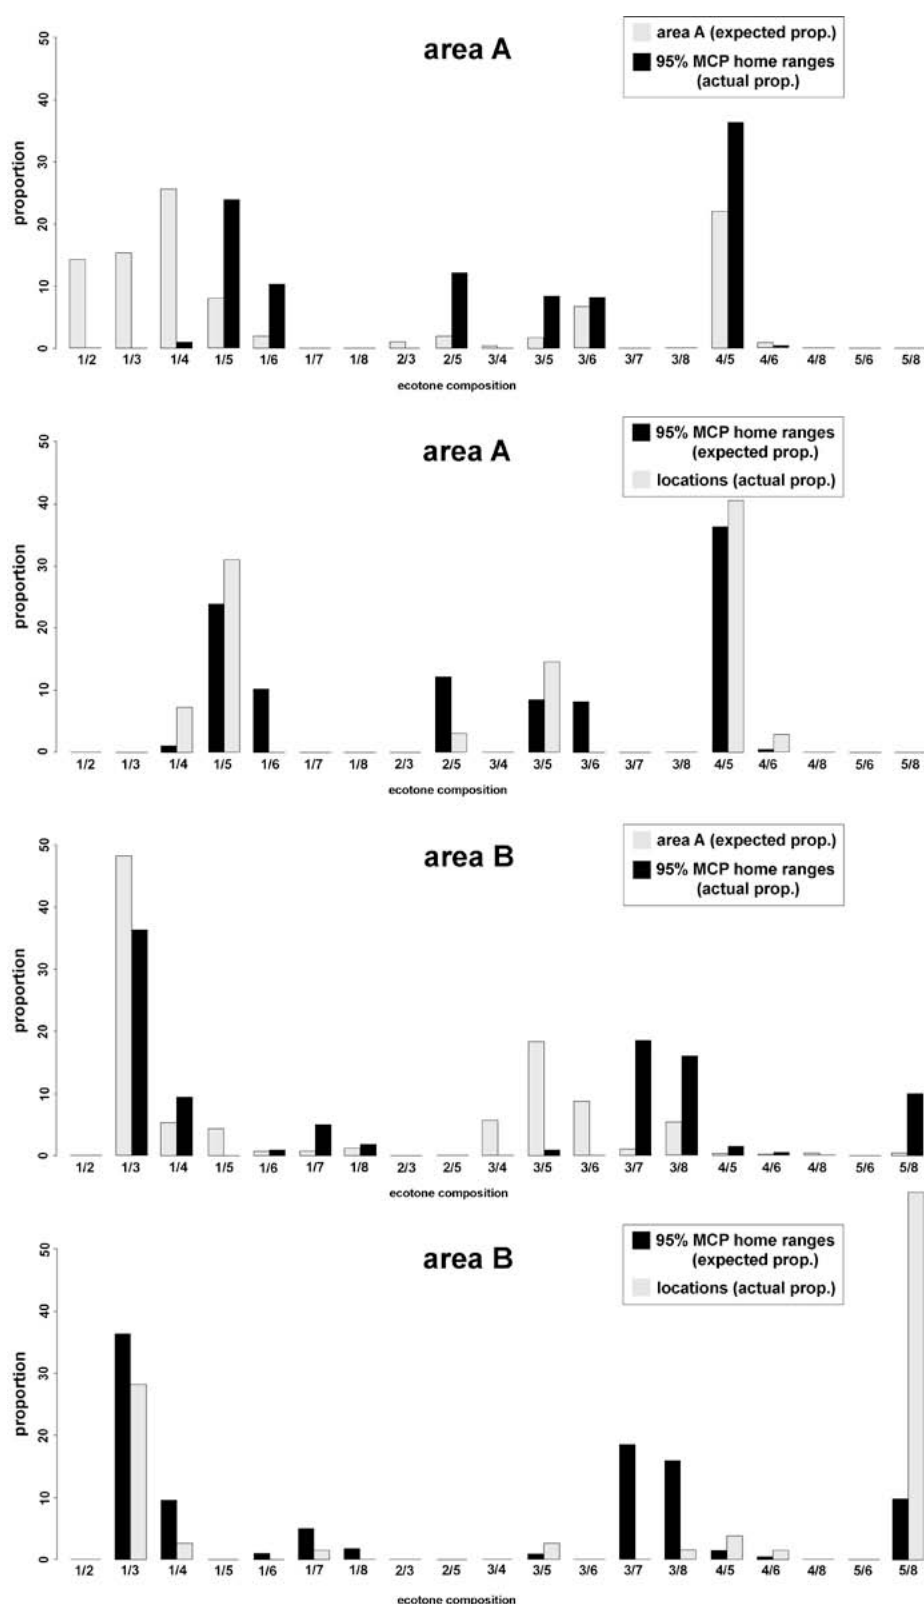 area A
area A (expected prop.)
95% MCP home ranges
(actual prop.)
proportion
50
40
30
20
10
0
1/2 1/3 1/4 1/5 1/6 1/7 1/8 2/3 2/5 3/4 3/5 3/6 3/7 3/8 4/5 4/6 4/8 5/6 5/8
ecotone composition
area A
95% MCP home ranges
(expected prop.)
locations (actual prop.)
proportion
50
40
30
20
10
0
1/2 1/3 1/4 1/5 1/6 1/7 1/8 2/3 2/5 3/4 3/5 3/6 3/7 3/8 4/5 4/6 4/8 5/6 5/8
ecotone composition
area B
area A (expected prop.)
95% MCP home ranges
(actual prop.)
proportion
50
40
30
20
10
0
1/2 1/3 1/4 1/5 1/6 1/7 1/8 2/3 2/5 3/4 3/5 3/6 3/7 3/8 4/5 4/6 4/8 5/6 5/8
ecotone composition
area B
95% MCP home ranges
(expected prop.)
locations (actual prop.)
proportion
50
40
30
20
10
0
1/2 1/3 1/4 1/5 1/6 1/7 1/8 2/3 2/5 3/4 3/5 3/6 3/7 3/8 4/5 4/6 4/8 5/6 5/8
ecotone composition